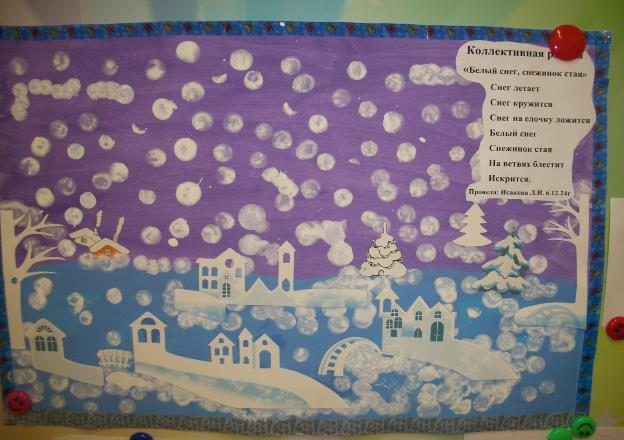 Коллективная
«Белый снег, снежинок стая»
Снег летает
Снег кружится
Снег на елочку ложится
Белый снег
Снежинок стая
На ветвях блестит
Искрится.
Провела: Исакова Л.И. 6.12.24г